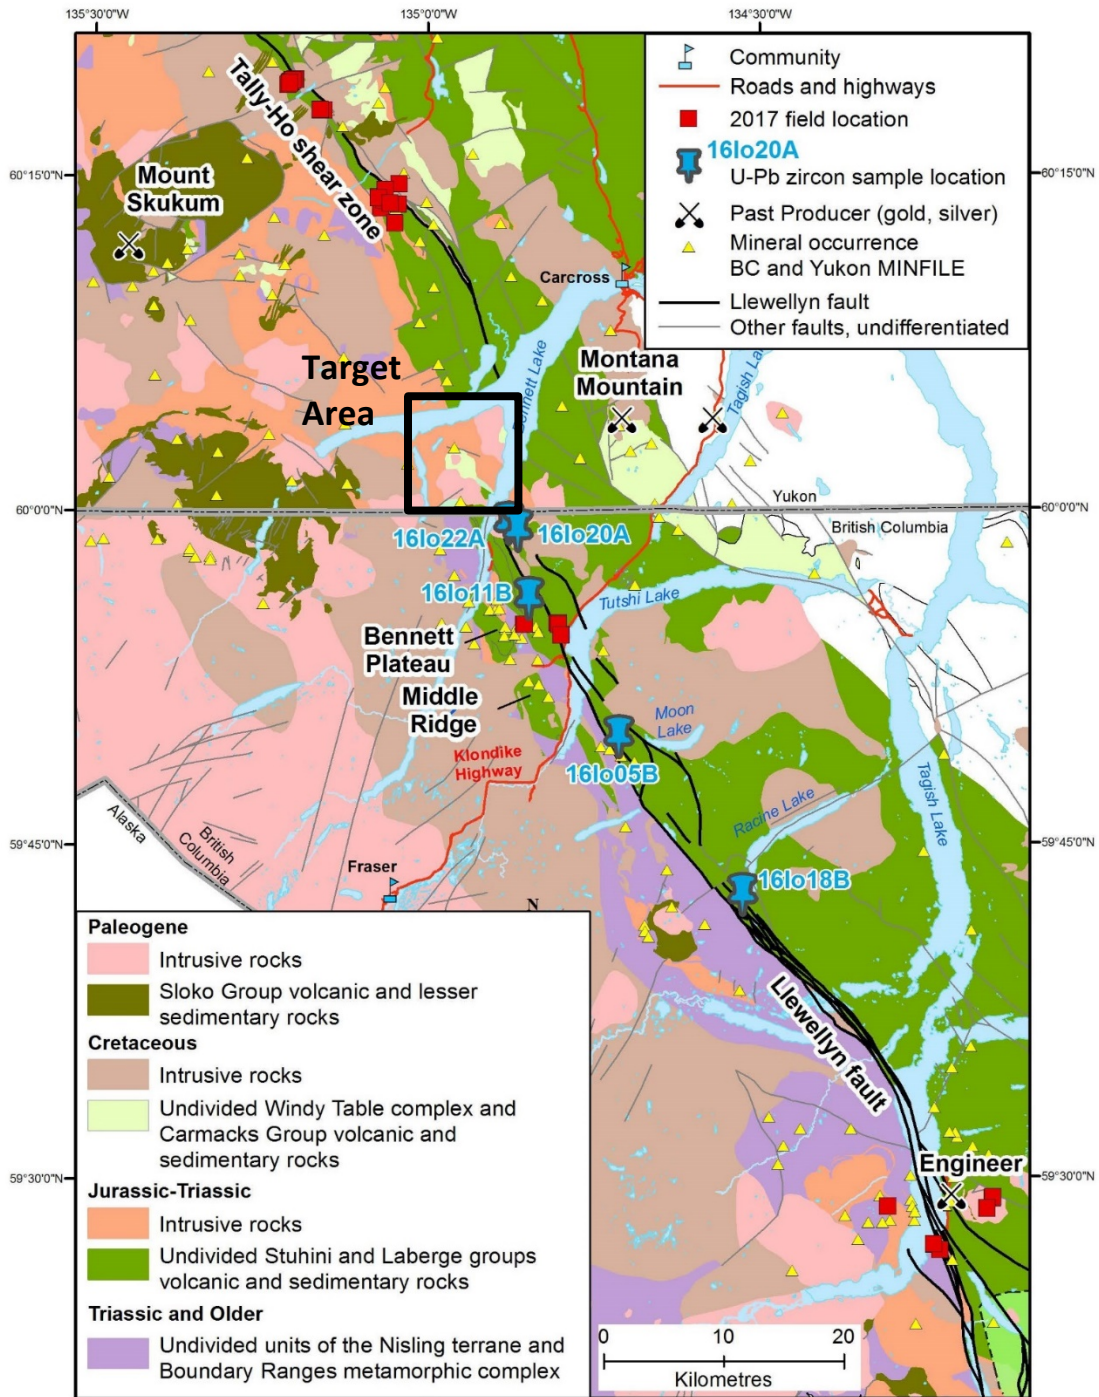 135°30'0"W
135°0'0"W
134°30'0"W
Community
Roads and highways
2017 field location
16lo20A
U-Pb zircon sample location
Past Producer (gold, silver)
Mineral occurrence
BC and Yukon MINFILE
Llewellyn fault
Other faults, undifferentiated
Tally-Ho shear zone
60°15'0"N
60°15'0"N
Mount
Skukum
Carcross
Target
Area
Bennett Lake
Montana
Mountain
Tagish Lake
60°0'0"N
60°0'0"N
Yukon
British Columbia
16lo22A
16lo20A
16lo11B
Tutshi Lake
Bennett
Plateau
Middle
Ridge
Moon
Lake
16lo05B
Klondike
Highway
Tagish Lake
Racine Lake
Alaska
British
Columbia
59°45'0"N
59°45'0"N
Fraser
16lo18B
N
Llewellyn fault
Engineer
59°30'0"N
59°30'0"N
Paleogene
Intrusive rocks
Sloko Group volcanic and lesser
sedimentary rocks
Cretaceous
Intrusive rocks
Undivided Windy Table complex and
Carmacks Group volcanic and
sedimentary rocks
Jurassic-Triassic
Intrusive rocks
Undivided Stuhini and Laberge groups
volcanic and sedimentary rocks
Triassic and Older
Undivided units of the Nisling terrane and
Boundary Ranges metamorphic complex
0 10 20
Kilometres